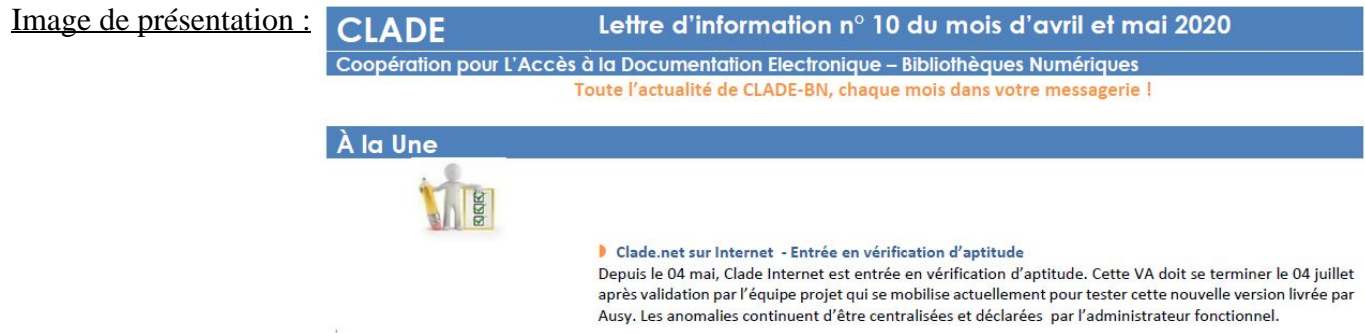 Image de présentation :
CLADE Lettre d'information n° 10 du mois d'avril et mai 2020
Coopération pour L'Accès à la Documentation Electronique – Bibliothèques Numériques
Toute l'actualité de CLADE-BN, chaque mois dans votre messagerie !
À la Une
Clade.net sur Internet - Entrée en vérification d'aptitude
Depuis le 04 mai, Clade Internet est entrée en vérification d'aptitude. Cette VA doit se terminer le 04 juillet
après validation par l'équipe projet qui se mobilise actuellement pour tester cette nouvelle version livrée par
Ausy. Les anomalies continuent d'être centralisées et déclarées par l'administrateur fonctionnel.